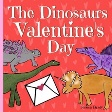 The Dinosaurs
Valentine's
Day